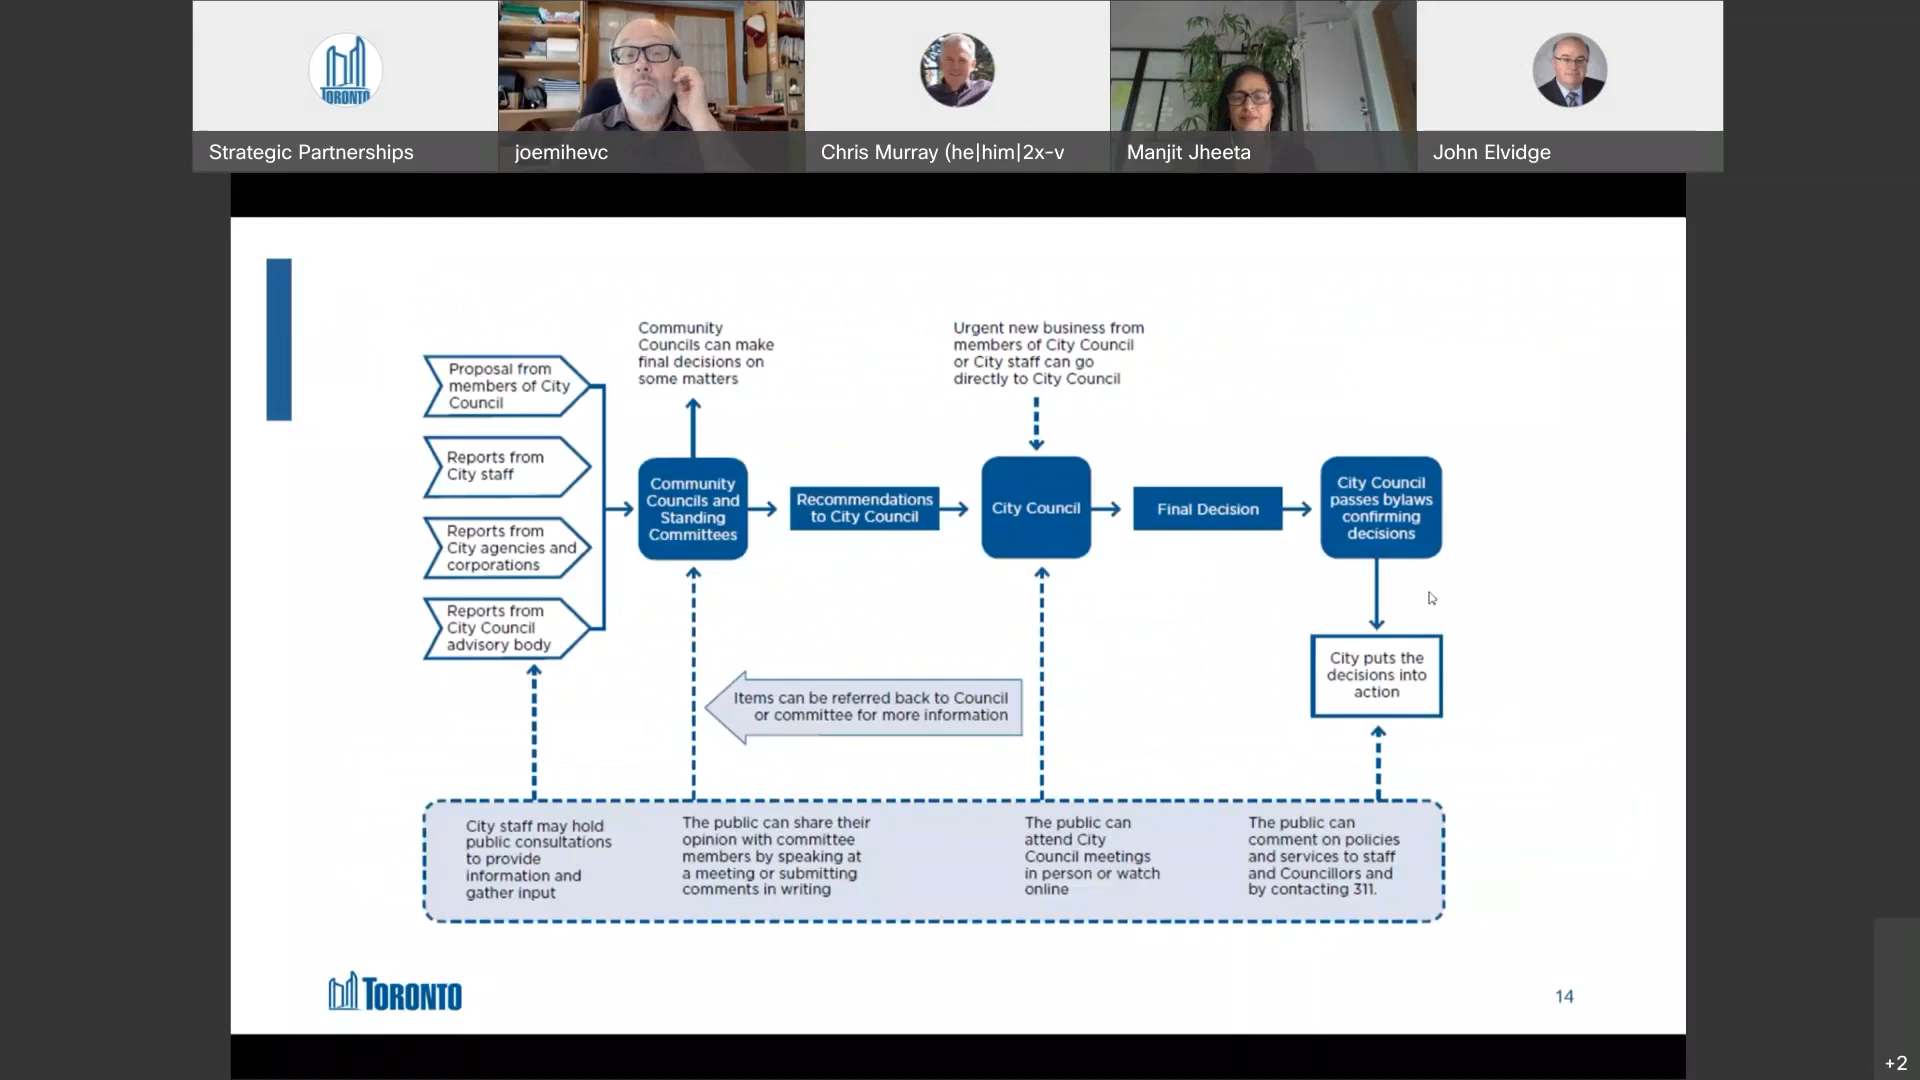 TORONTO
Strategic Partnerships
joemihevc
Chris Murray (he|him|2x-v
Manjit Jheeta
John Elvidge
Proposal from
members of City
Council
Reports from
City staff
Reports from
City agencies and
corporations
Reports from
City Council
advisory body
Community
Councils can make
final decisions on
some matters
Urgent new business from
members of City Council
or City staff can go
directly to City Council
Community
Councils and
Standing
Committees
Recommendations
to City Council
City Council
Final Decision
City Council
passes bylaws
confirming
decisions
City puts the
decisions into
action
Items can be referred back to Council
or committee for more information
City staff may hold
public consultations
to provide
information and
gather input
The public can share their
opinion with committee
members by speaking at
a meeting or submitting
comments in writing
The public can
attend City
Council meetings
in person or watch
online
The public can
comment on policies
and services to staff
and Councillors and
by contacting 311.
TORONTO
14
+2